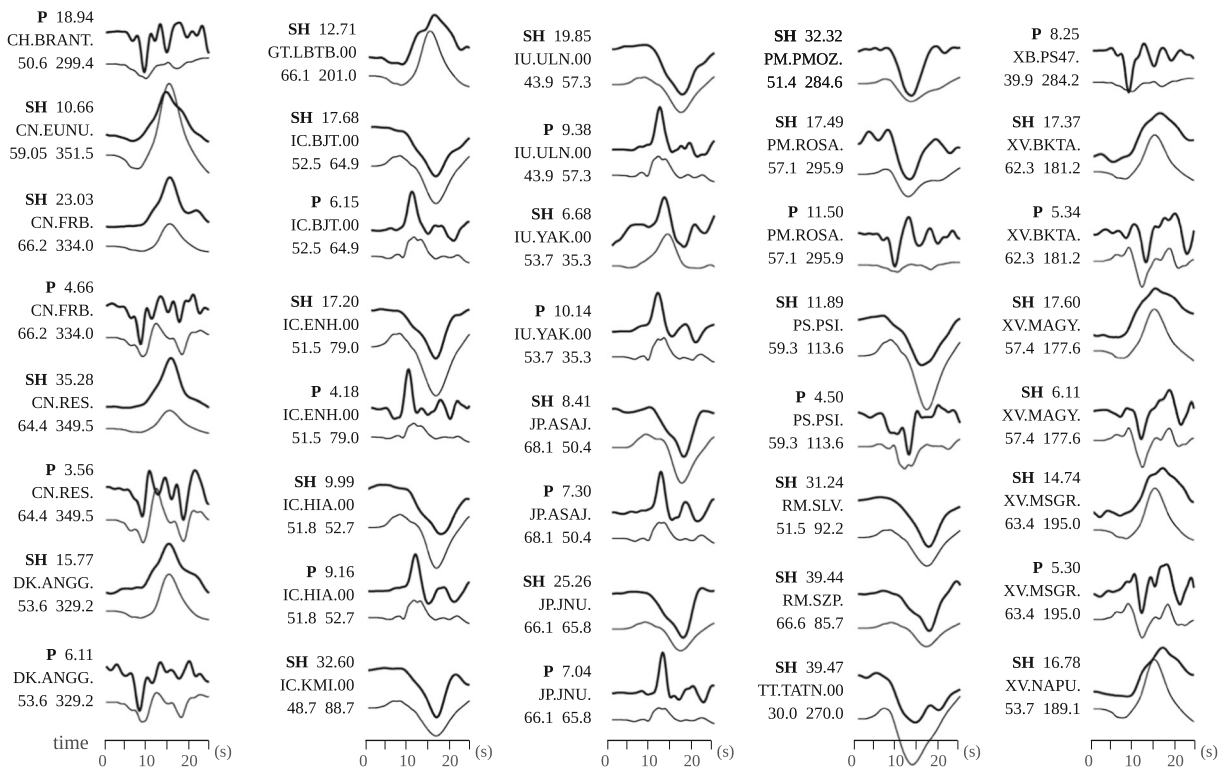 P 18.94
CH.BRANT.
50.6 299.4
SH 10.66
CN.EUNU.
59.05 351.5
SH 23.03
CN.FRB.
66.2 334.0
P 4.66
CN.FRB.
66.2 334.0
SH 35.28
CN.RES.
64.4 349.5
P 3.56
CN.RES.
64.4 349.5
SH 15.77
DK.ANGG.
53.6 329.2
P 6.11
DK.ANGG.
53.6 329.2
time
0 10 20 (s)
SH 12.71
GT.LBTB.00
66.1 201.0
SH 17.68
IC.BJT.00
52.5 64.9
P 6.15
IC.BJT.00
52.5 64.9
SH 17.20
IC.ENH.00
51.5 79.0
P 4.18
IC.ENH.00
51.5 79.0
SH 9.99
IC.HIA.00
51.8 52.7
P 9.16
IC.HIA.00
51.8 52.7
SH 32.60
IC.KMI.00
48.7 88.7
0 10 20 (s)
SH 19.85
IU.ULN.00
43.9 57.3
P 9.38
IU.ULN.00
43.9 57.3
SH 6.68
IU.YAK.00
53.7 35.3
P 10.14
IU.YAK.00
53.7 35.3
SH 8.41
JP.ASAJ.
68.1 50.4
P 7.30
JP.ASAJ.
68.1 50.4
SH 25.26
JP.JNU.
66.1 65.8
P 7.04
JP.JNU.
66.1 65.8
0 10 20 (s)
SH 32.32
PM.PMOZ.
51.4 284.6
SH 17.49
PM.ROSA.
57.1 295.9
P 11.50
PM.ROSA.
57.1 295.9
SH 11.89
PS.PSI.
59.3 113.6
P 4.50
PS.PSI.
59.3 113.6
SH 31.24
RM.SLV.
51.5 92.2
SH 39.44
RM.SZP.
66.6 85.7
SH 39.47
TT.TATN.00
30.0 270.0
0 10 20 (s)
P 8.25
XB.PS47.
39.9 284.2
SH 17.37
XV.BKTA.
62.3 181.2
P 5.34
XV.BKTA.
62.3 181.2
SH 17.60
XV.MAGY.
57.4 177.6
SH 6.11
XV.MAGY.
57.4 177.6
SH 14.74
XV.MSGR.
63.4 195.0
P 5.30
XV.MSGR.
63.4 195.0
SH 16.78
XV.NAPU.
53.7 189.1
0 10 20 (s)